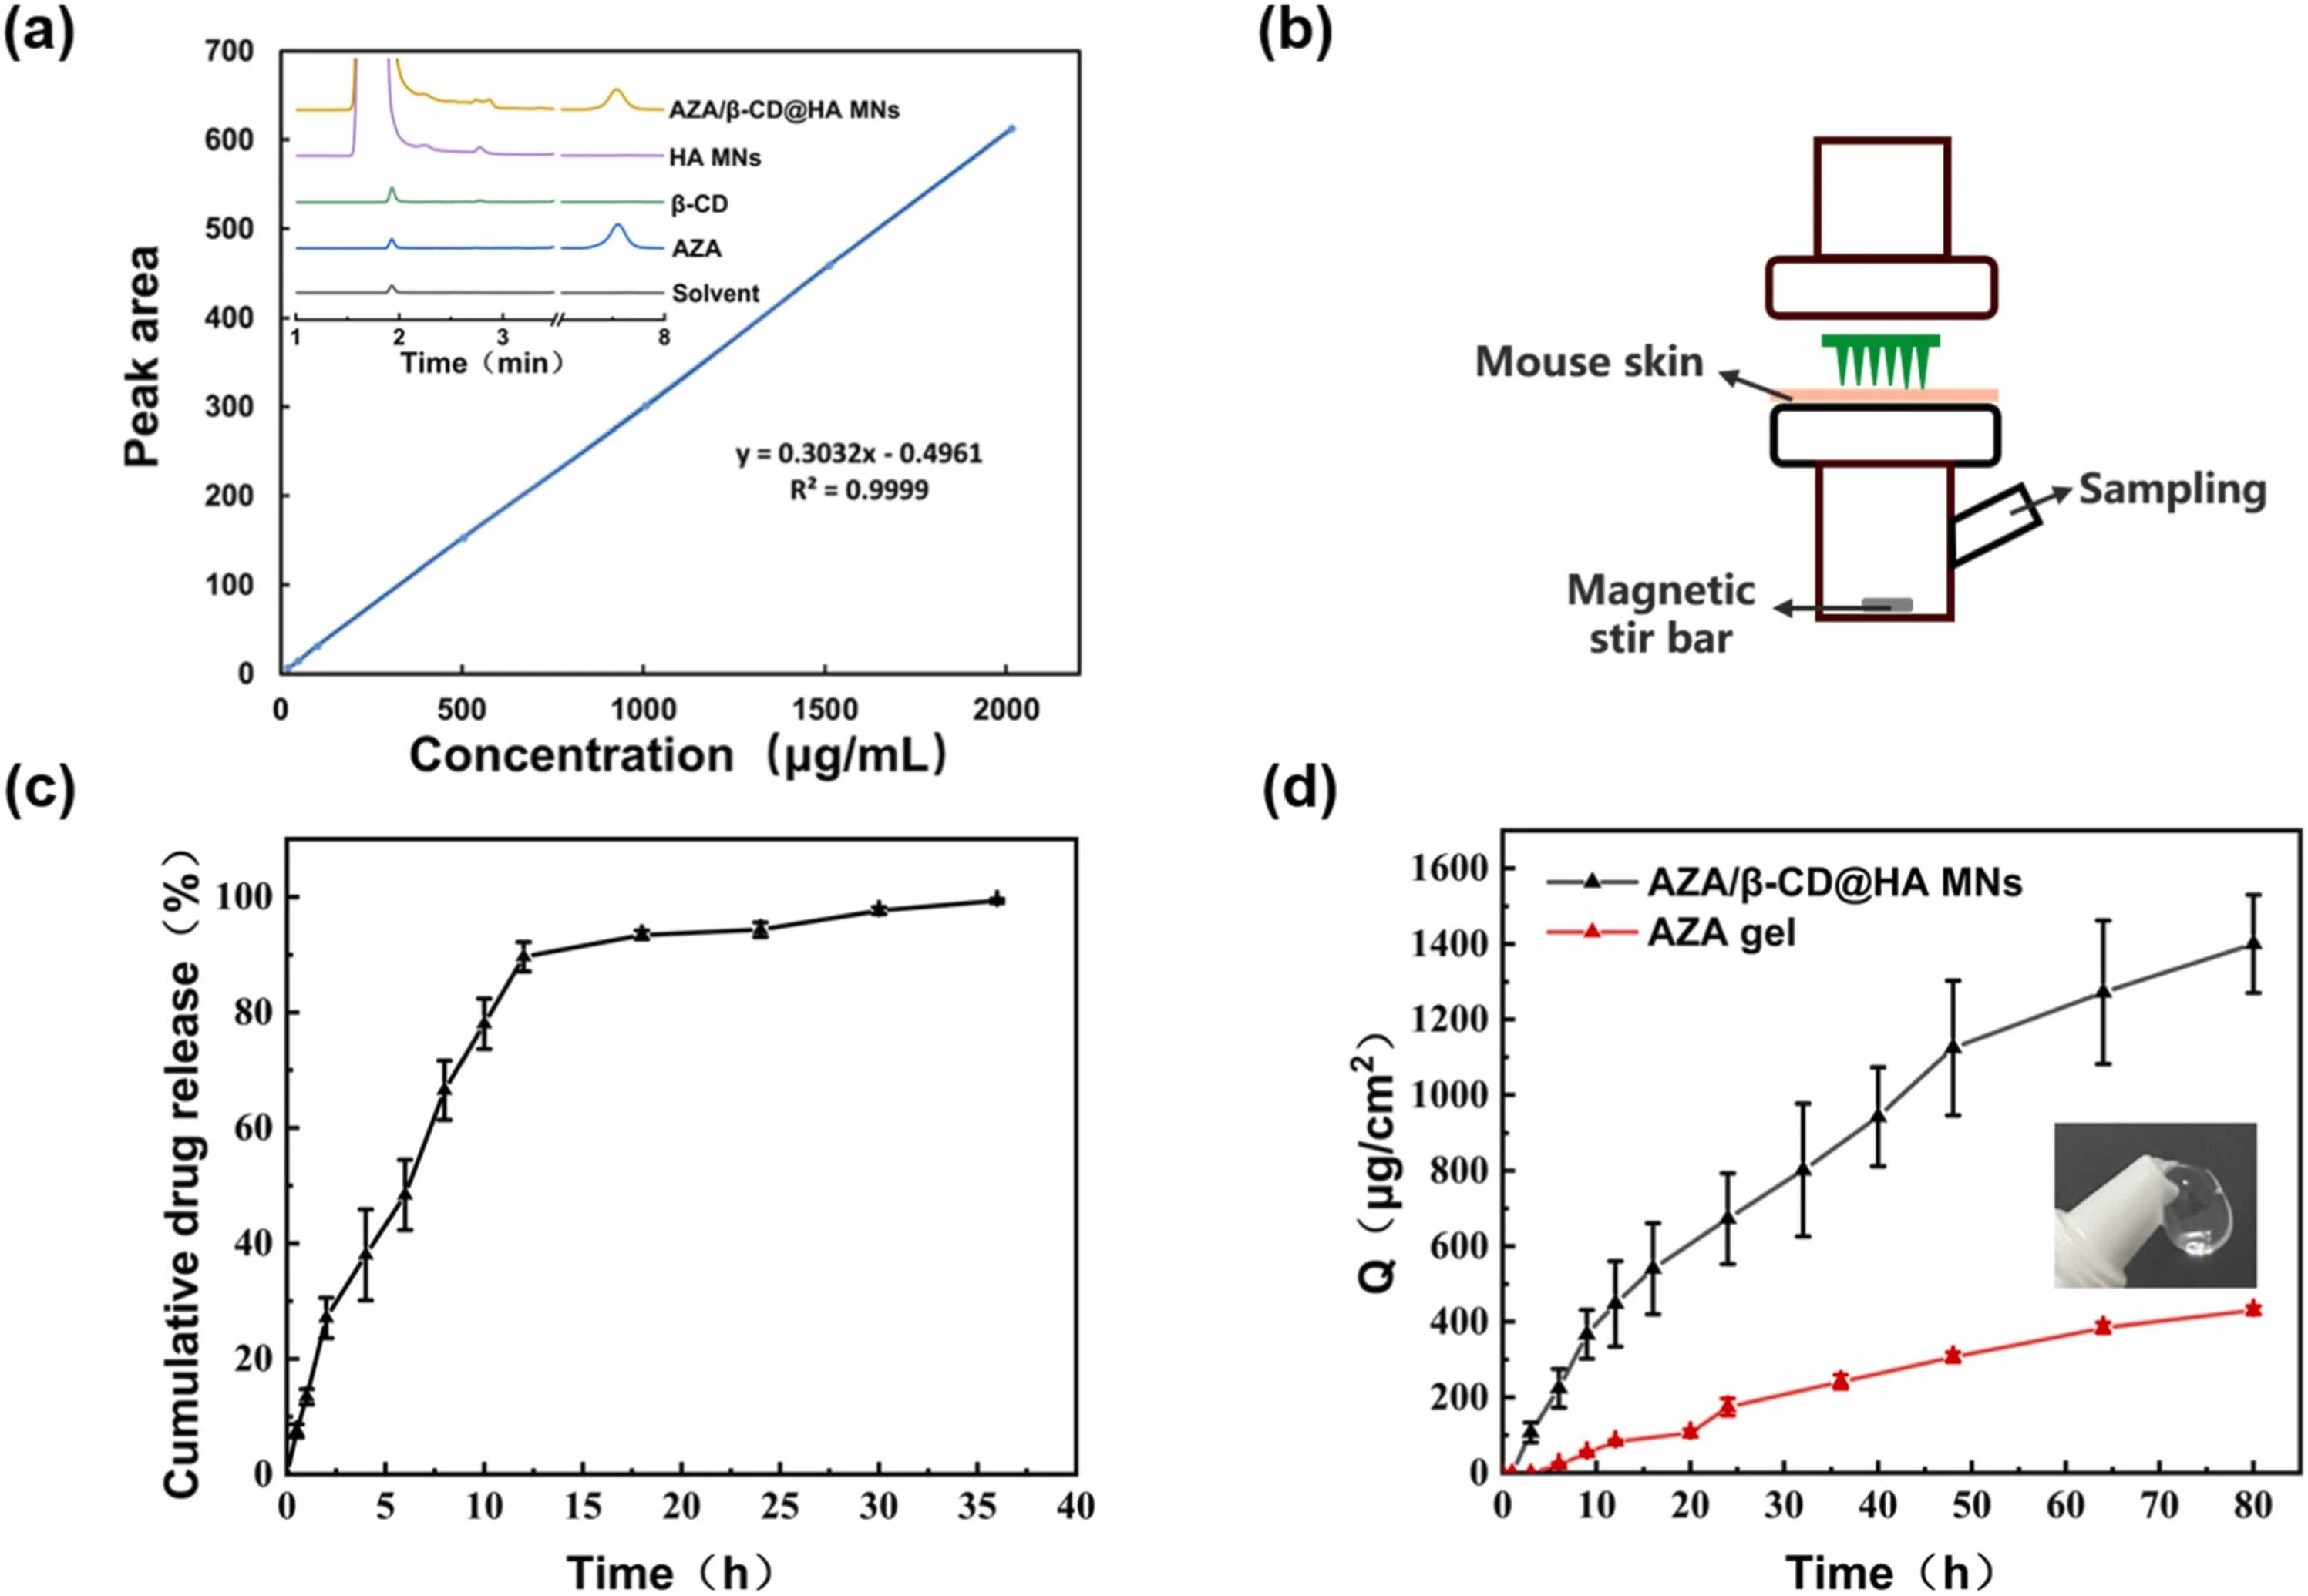 (a)
700
600
500
400
300
200
100
0
Peak area
AZA/β-CD@HA MNs
HA MNs
β-CD
AZA
Solvent
1 2 3 8
Time（min）
y = 0.3032x - 0.4961
R² = 0.9999
0 500 1000 1500 2000
Concentration（μg/mL）
(b)
Mouse skin
Sampling
Magnetic
stir bar
(c)
Cumulative drug release（%）
100
80
60
40
20
0
0 5 10 15 20 25 30 35 40
Time（h）
(d)
Q（μg/cm²）
1600
1400
1200
1000
800
600
400
200
0
AZA/β-CD@HA MNs
AZA gel
0 10 20 30 40 50 60 70 80
Time（h）